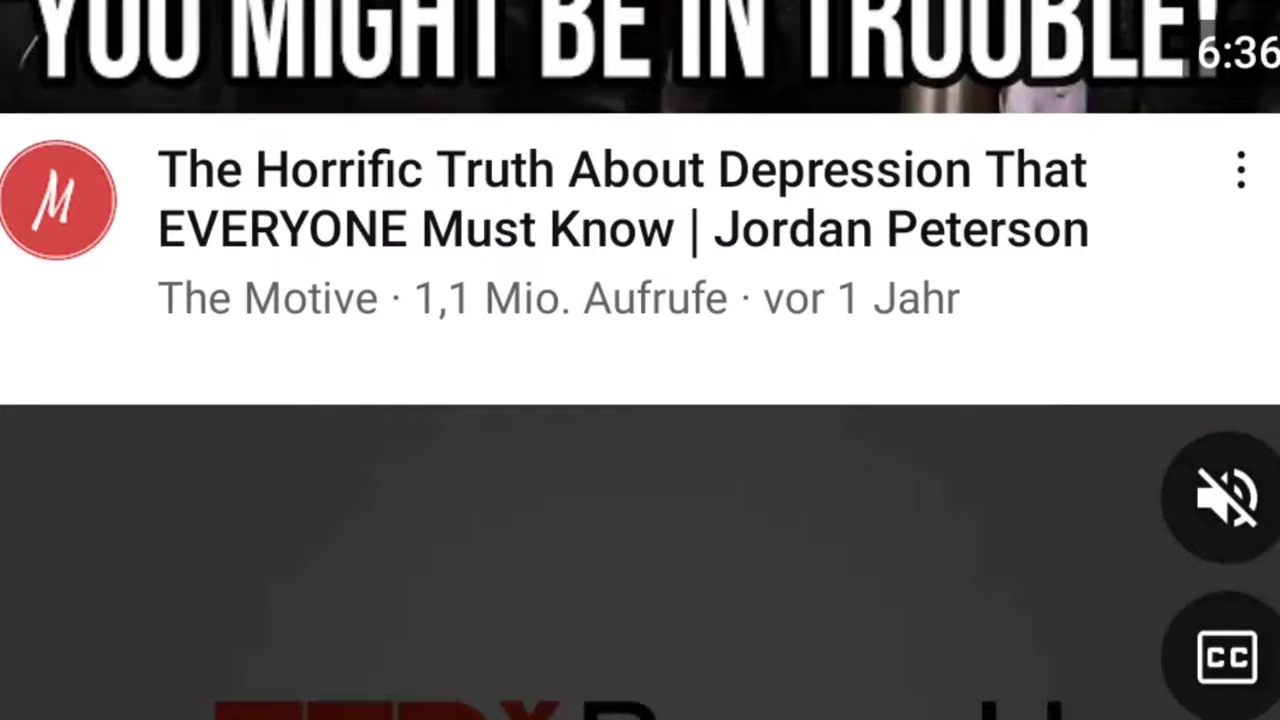 YOU MIGHT BE IN TROUBLE!
6:36
M
The Horrific Truth About Depression That
EVERYONE Must Know | Jordan Peterson
The Motive · 1,1 Mio. Aufrufe · vor 1 Jahr
CC